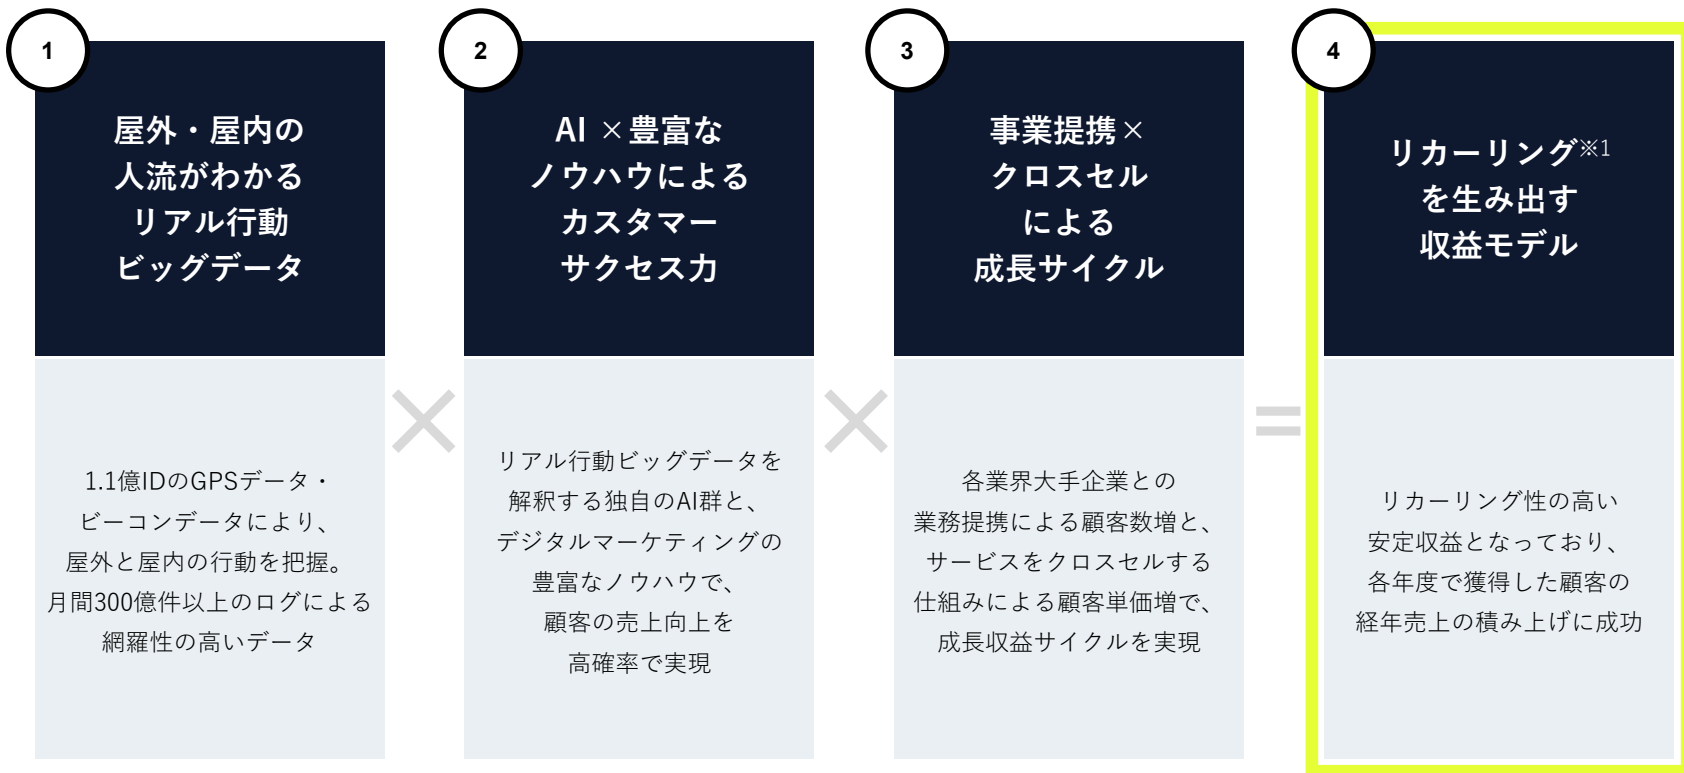 1
屋外・屋内の
人流がわかる
リアル行動
ビッグデータ
1.1億IDのGPSデータ・
ビーコンデータにより、
屋外と屋内の行動を把握。
月間300億件以上のログによる
網羅性の高いデータ
×
2
AI ×豊富な
ノウハウによる
カスタマー
サクセス力
リアル行動ビッグデータを
解釈する独自のAI群と、
デジタルマーケティングの
豊富なノウハウで、
顧客の売上向上を
高確率で実現
×
3
事業提携×
クロスセル
による
成長サイクル
各業界大手企業との
業務提携による顧客数増と、
サービスをクロスセルする
仕組みによる顧客単価増で、
成長収益サイクルを実現
=
4
リカーリング※1
を生み出す
収益モデル
リカーリング性の高い
安定収益となっており、
各年度で獲得した顧客の
経年売上の積み上げに成功